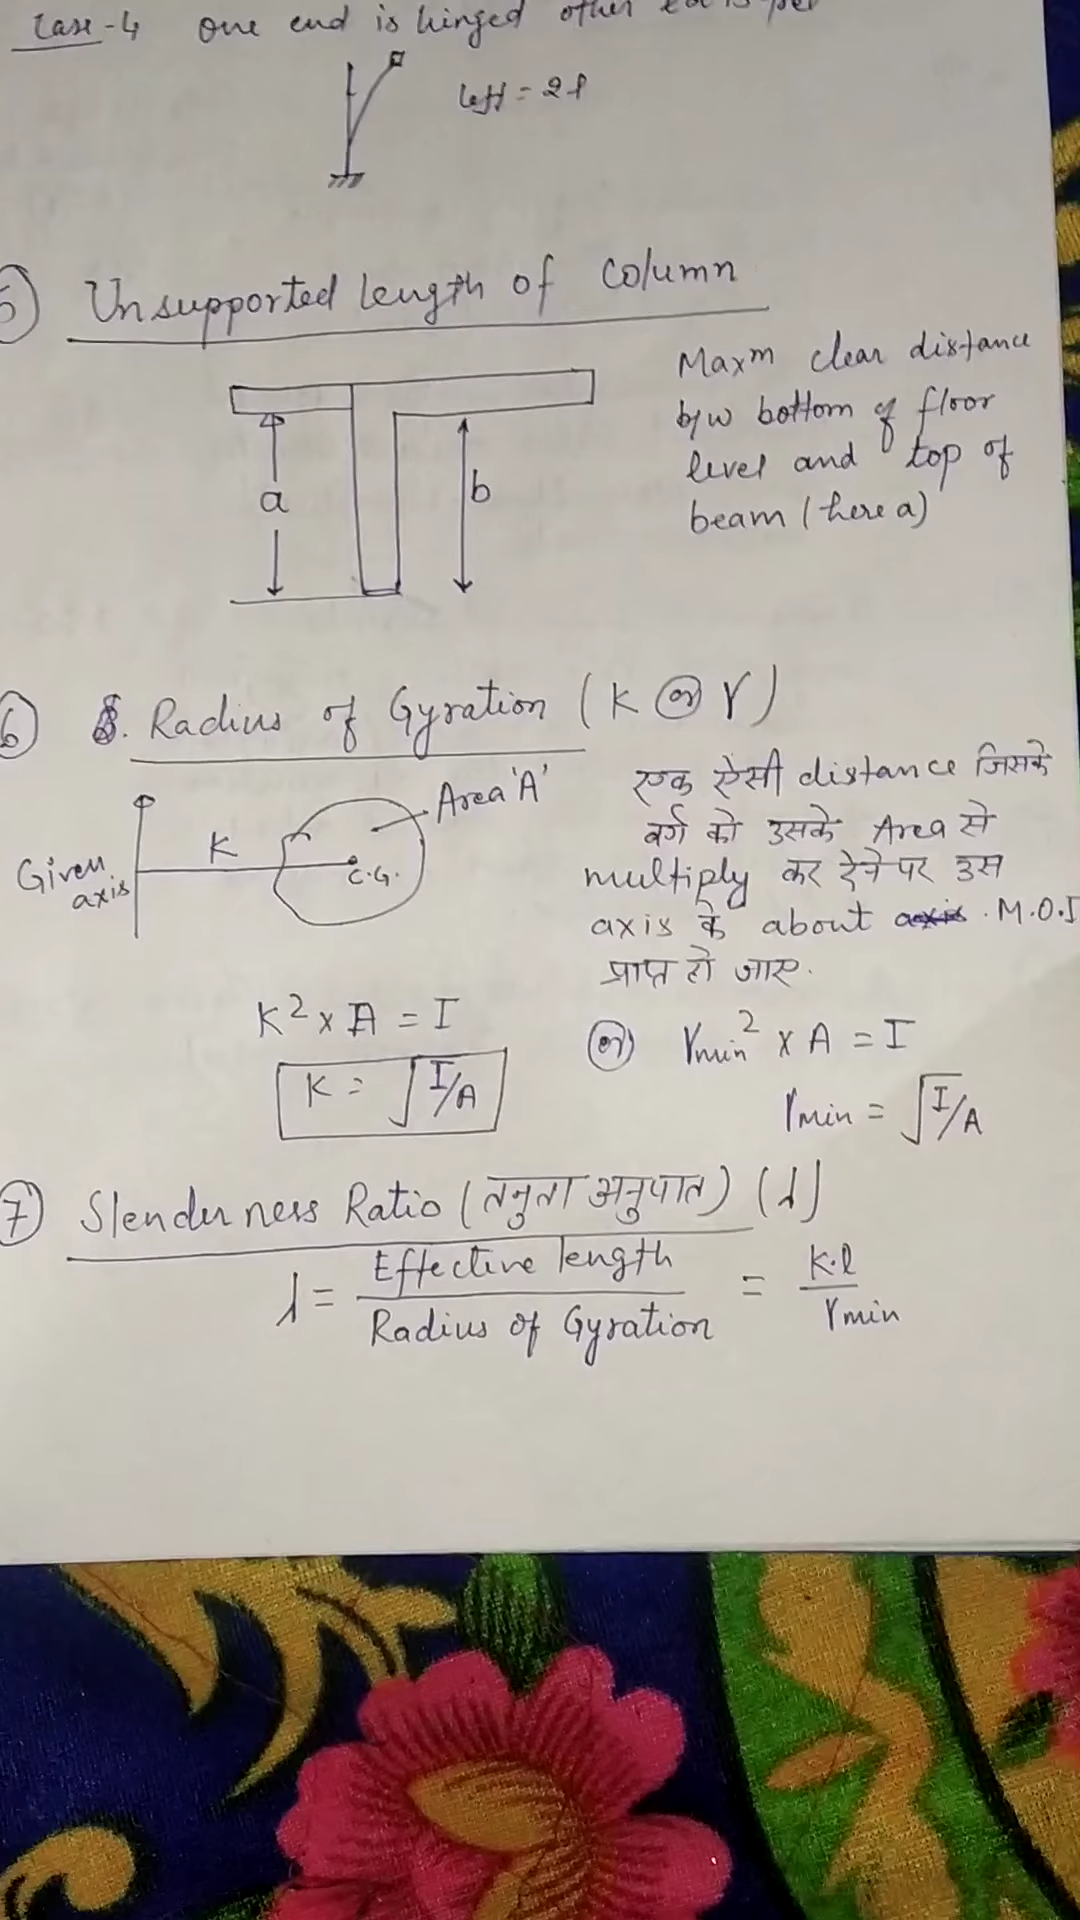 Case-4 One end is hinged other
leff = 2l
5) Unsupported Length of Column
Maxm clear distance
b/w bottom of floor
level and top of
beam (here a)
a
b
6 Radius of Gyration (K or r)
Area 'A'
K
C.G.
Given
axis
एक ऐसी distance जिसके
वर्ग को उसके Area से
multiply कर देने पर उस
axis के about axis. M.O.I
प्राप्त हो जाए.
K² x A = I
K = √I/A
or rmin² x A = I
rmin = √I/A
7 Slenderness Ratio (तनुता अनुपात) (λ)
λ = Effective length / Radius of Gyration = K.l / rmin